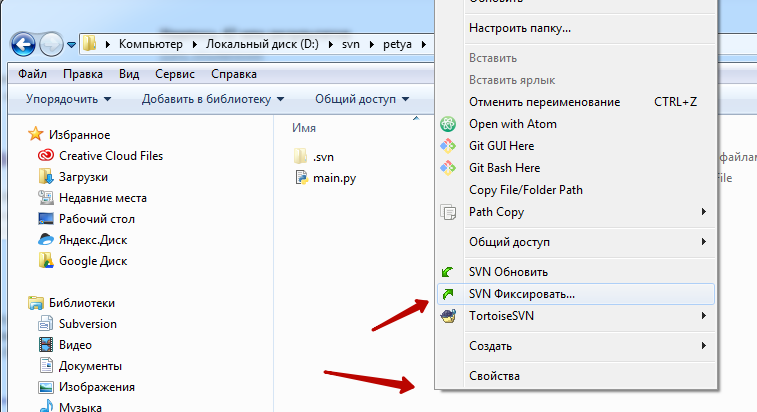 Обновить
Настроить папку...
Компьютер
Локальный диск (D:)
svn
petya
Файл Правка Вид Сервис Справка
Упорядочить Добавить в библиотеку Общий доступ
Вставить
Вставить ярлык
Отменить переименование CTRL+Z
Open with Atom
Git GUI Here
Git Bash Here
Copy File/Folder Path
Path Copy
Общий доступ
SVN Обновить
SVN Фиксировать...
TortoiseSVN
Создать
Свойства
Имя
.svn
main.py
файлам
File
Избранное
Creative Cloud Files
Загрузки
Недавние места
Рабочий стол
Яндекс.Диск
Google Диск
Библиотеки
Subversion
Видео
Документы
Изображения
Музыка